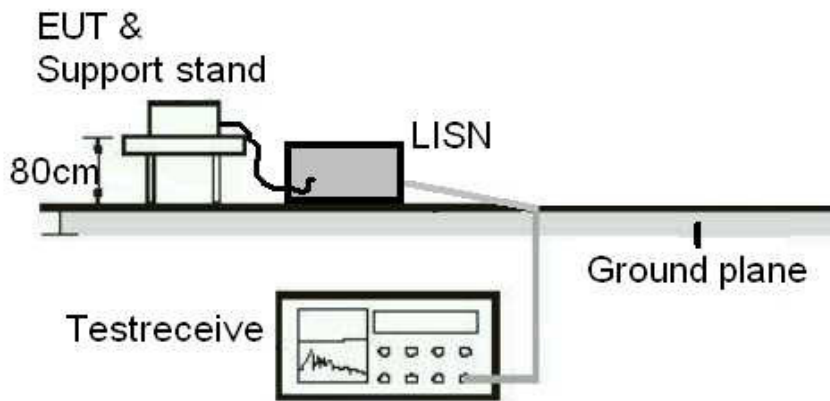 EUT &
Support stand
LISN
80cm
Ground plane
Testreceive